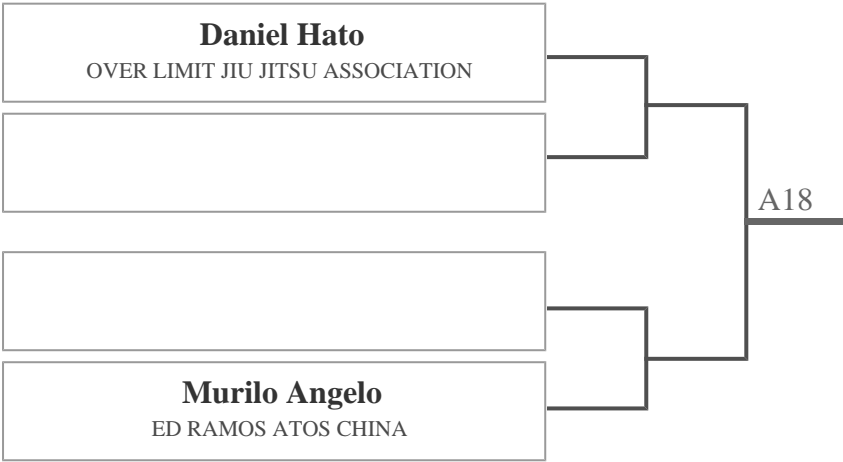 Daniel Hato
OVER LIMIT JIU JITSU ASSOCIATION
A18
Murilo Angelo
ED RAMOS ATOS CHINA